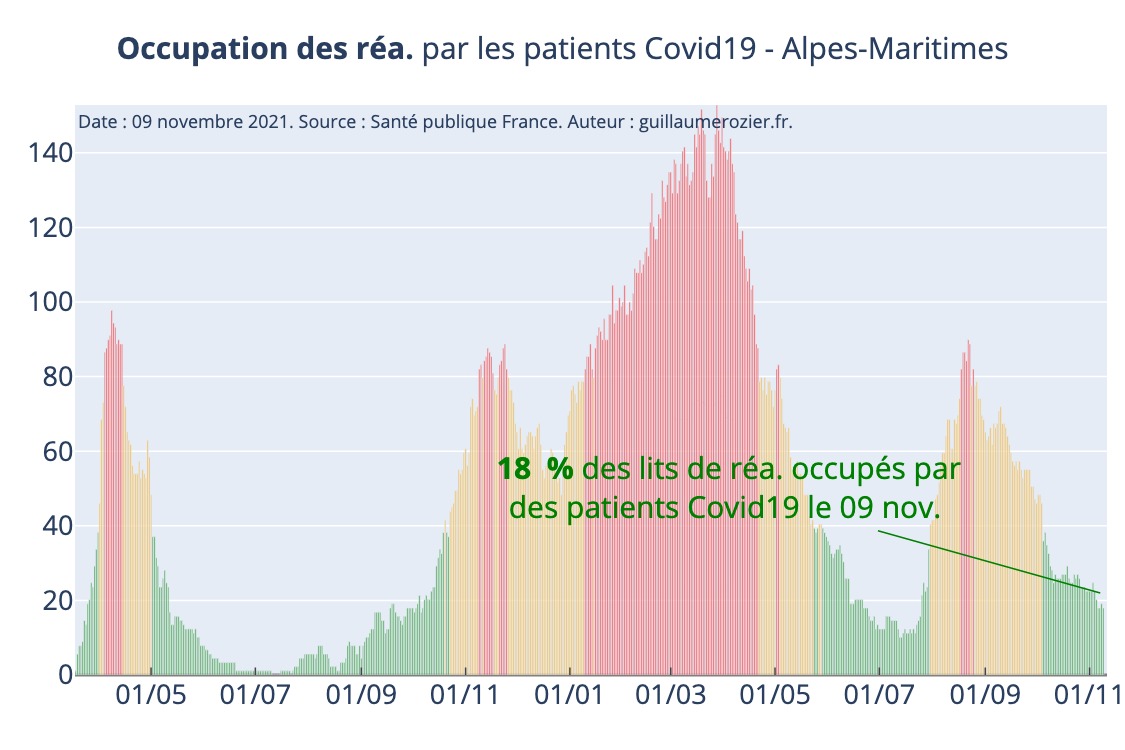 Occupation des réa. par les patients Covid19 - Alpes-Maritimes
Date : 09 novembre 2021. Source : Santé publique France. Auteur : guillaumerozier.fr.
140
120
100
80
60
40
20
0
18 % des lits de réa. occupés par
des patients Covid19 le 09 nov.
01/05 01/07 01/09 01/11 01/01 01/03 01/05 01/07 01/09 01/11